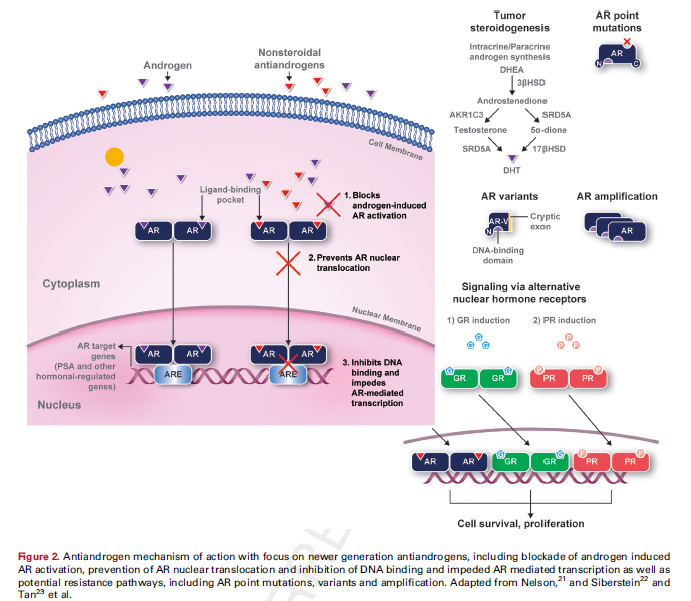 Androgen
Nonsteroidal
antiandrogens
Cell Membrane
Ligand-binding
pocket
1. Blocks
androgen-induced
AR activation
AR
AR
AR
AR
2. Prevents AR nuclear
translocation
Cytoplasm
Nuclear Membrane
AR target
genes
(PSA and other
hormonal-regulated
genes)
AR
AR
ARE
AR
AR
ARE
3. Inhibits DNA
binding and
impedes
AR-mediated
transcription
Nucleus
Tumor
steroidogenesis
Intracrine/Paracrine
androgen synthesis
DHEA
3βHSD
Androstenedione
AKR1C3
SRD5A
Testosterone
5α-dione
SRD5A
17βHSD
DHT
AR point
mutations
AR
N
C
AR variants
AR-V
N
Cryptic
exon
DNA-binding
domain
AR amplification
AR
Signaling via alternative
nuclear hormone receptors
1) GR induction
2) PR induction
P
P
P
GR
GR
P
PR
PR
P
AR
AR
GR
GR
P
PR
PR
P
Cell survival, proliferation
Figure 2. Antiandrogen mechanism of action with focus on newer generation antiandrogens, including blockade of androgen induced
AR activation, prevention of AR nuclear translocation and inhibition of DNA binding and impeded AR mediated transcription as well as
potential resistance pathways, including AR point mutations, variants and amplification. Adapted from Nelson,21 and Siberstein22 and
Tan23 et al.